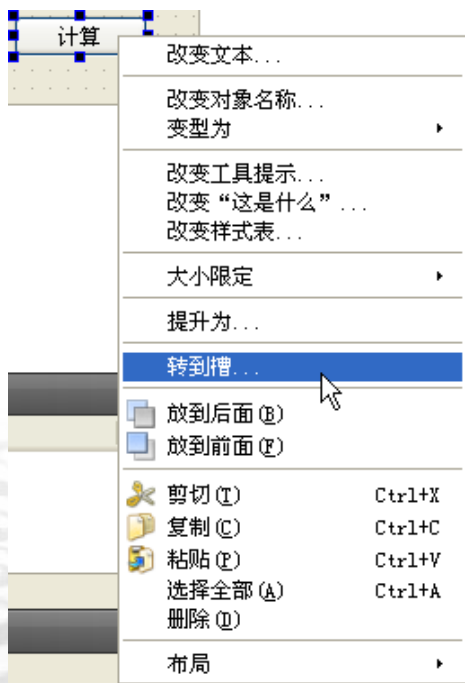 计算
改变文本...
改变对象名称...
变型为
改变工具提示...
改变“这是什么”...
改变样式表...
大小限定
提升为...
转到槽...
放到后面(B)
放到前面(F)
剪切(T) Ctrl+X
复制(C) Ctrl+C
粘贴(P) Ctrl+V
选择全部(A) Ctrl+A
删除(D)
布局